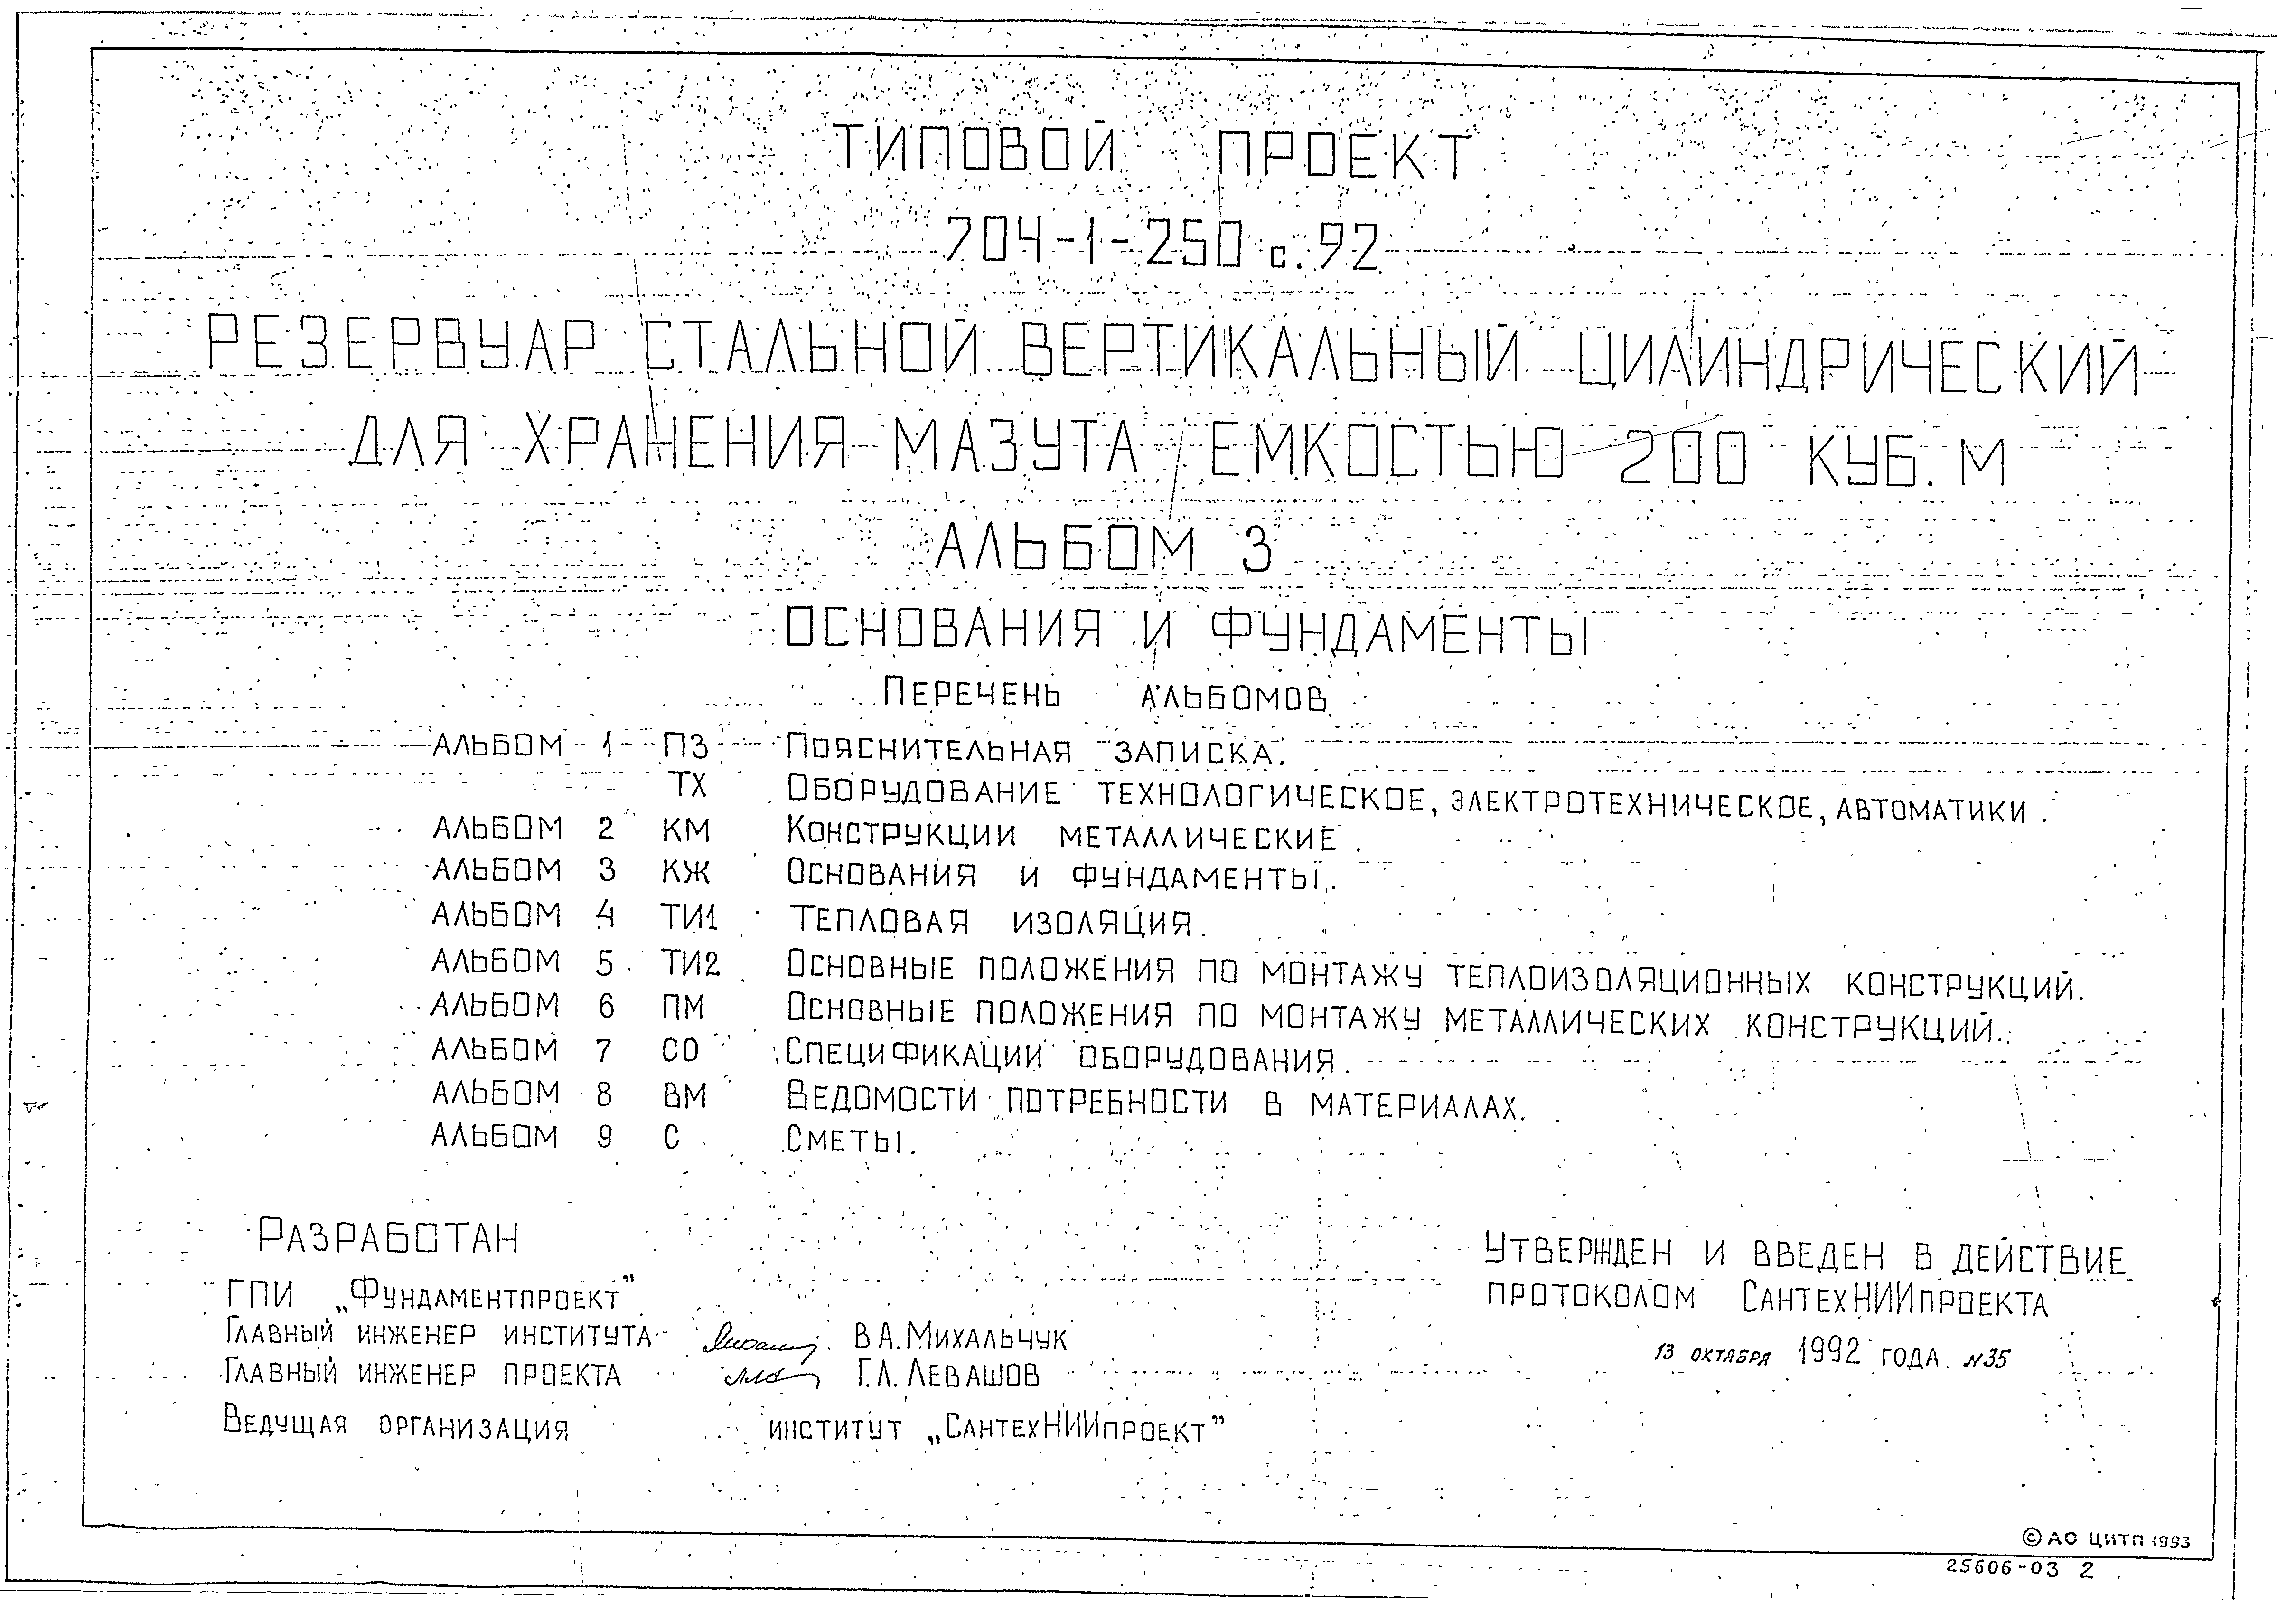 ТИПОВОЙ ПРОЕКТ
704-1-250 с.92
РЕЗЕРВУАР СТАЛЬНОЙ ВЕРТИКАЛЬНЫЙ ЦИЛИНДРИЧЕСКИЙ
ДЛЯ ХРАНЕНИЯ МАЗУТА ЕМКОСТЬЮ 200 КУБ. М
АЛЬБОМ 3
ОСНОВАНИЯ И ФУНДАМЕНТЫ
ПЕРЕЧЕНЬ АЛЬБОМОВ
АЛЬБОМ 1 ПЗ ПОЯСНИТЕЛЬНАЯ ЗАПИСКА.
ТХ ОБОРУДОВАНИЕ ТЕХНОЛОГИЧЕСКОЕ, ЭЛЕКТРОТЕХНИЧЕСКОЕ, АВТОМАТИКИ.
АЛЬБОМ 2 КМ КОНСТРУКЦИИ МЕТАЛЛИЧЕСКИЕ.
АЛЬБОМ 3 КЖ ОСНОВАНИЯ И ФУНДАМЕНТЫ.
АЛЬБОМ 4 ТИ1 ТЕПЛОВАЯ ИЗОЛЯЦИЯ.
АЛЬБОМ 5 ТИ2 ОСНОВНЫЕ ПОЛОЖЕНИЯ ПО МОНТАЖУ ТЕПЛОИЗОЛЯЦИОННЫХ КОНСТРУКЦИЙ.
АЛЬБОМ 6 ПМ ОСНОВНЫЕ ПОЛОЖЕНИЯ ПО МОНТАЖУ МЕТАЛЛИЧЕСКИХ КОНСТРУКЦИЙ.
АЛЬБОМ 7 СО СПЕЦИФИКАЦИИ ОБОРУДОВАНИЯ.
АЛЬБОМ 8 ВМ ВЕДОМОСТИ ПОТРЕБНОСТИ В МАТЕРИАЛАХ.
АЛЬБОМ 9 С СМЕТЫ.
РАЗРАБОТАН
ГПИ „ФУНДАМЕНТПРОЕКТ"
ГЛАВНЫЙ ИНЖЕНЕР ИНСТИТУТА В.А. МИХАЛЬЧУК
ГЛАВНЫЙ ИНЖЕНЕР ПРОЕКТА Г.Л. ЛЕВАШОВ
ВЕДУЩАЯ ОРГАНИЗАЦИЯ ИНСТИТУТ „САНТЕХНИИПРОЕКТ"
УТВЕРЖДЕН И ВВЕДЕН В ДЕЙСТВИЕ
ПРОТОКОЛОМ САНТЕХНИИПРОЕКТА
13 ОКТЯБРЯ 1992 ГОДА. N35
© АО ЦИТП 1993
25606-03 2